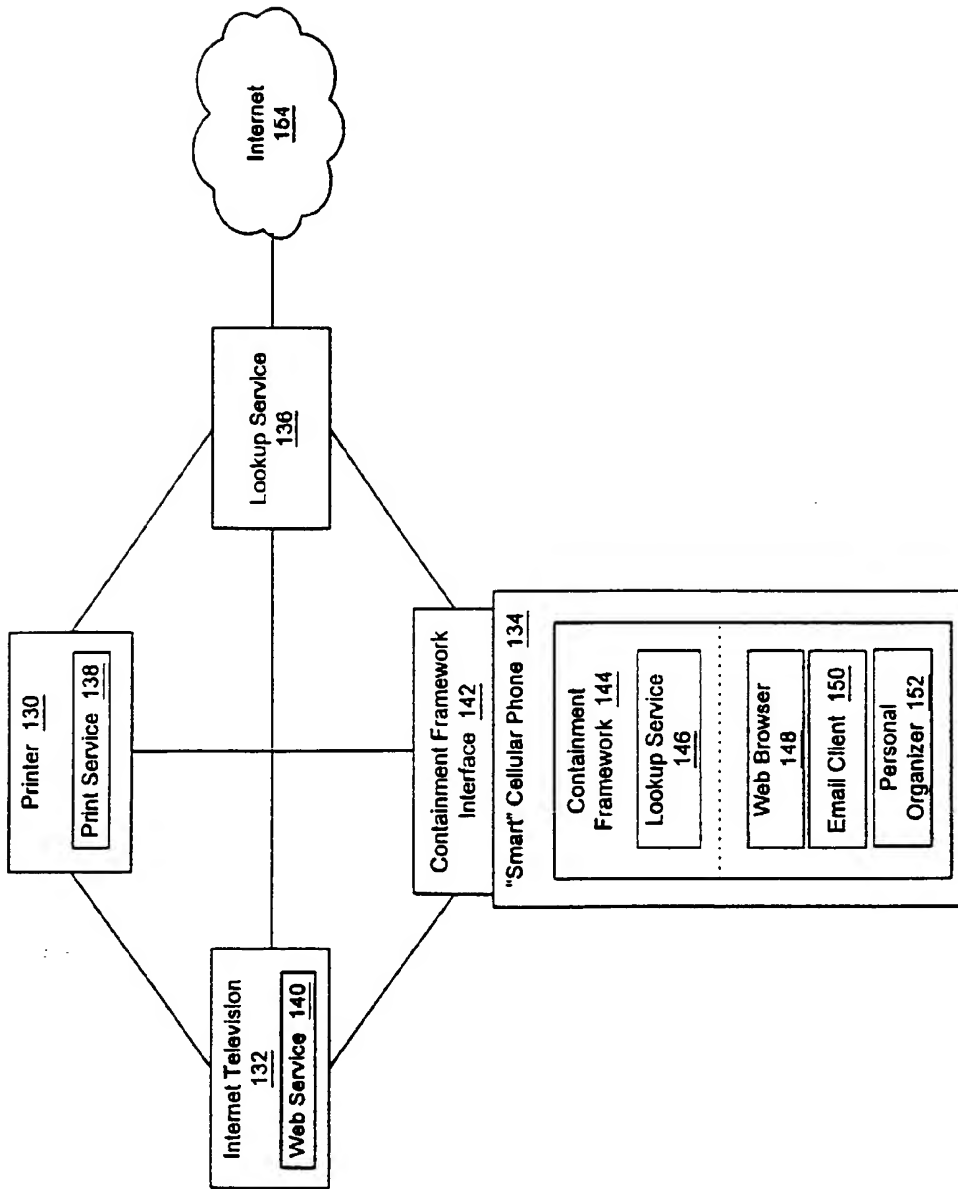 Printer 130
Print Service 138
Internet Television
132
Web Service 140
Lookup Service
136
Internet
154
Containment Framework
Interface 142
"Smart" Cellular Phone 134
Containment
Framework 144
Lookup Service
146
Web Browser
148
Email Client 150
Personal
Organizer 152